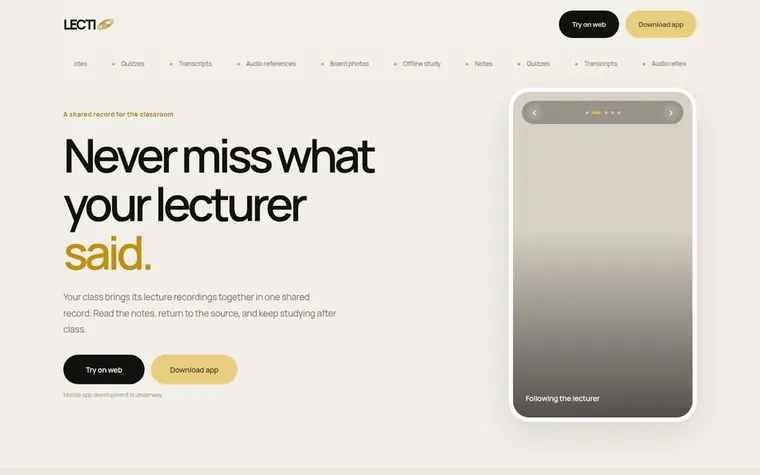 LECTI
Try on web
Download app
otes
Quizzes
Transcripts
Audio references
Board photos
Offline study
Notes
Quizzes
Transcripts
Audio refere
A shared record for the classroom
Never miss what
your lecturer
said.
Your class brings its lecture recordings together in one shared
record. Read the notes, return to the source, and keep studying after
class.
Try on web
Download app
Mobile app development is underway.
Following the lecturer